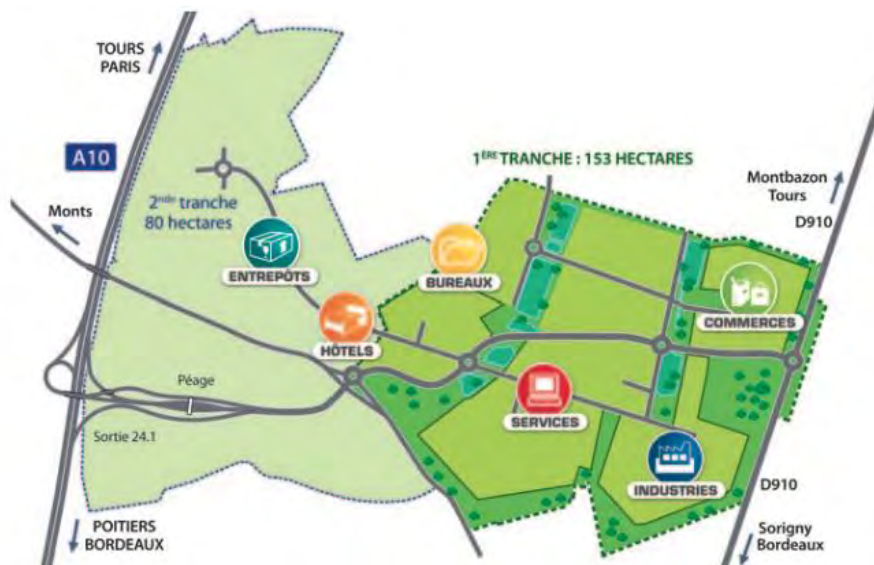 TOURS
PARIS
A10
1ÈRE TRANCHE : 153 HECTARES
Montbazon
Tours
D910
2nde tranche
80 hectares
Monts
ENTREPÔTS
BUREAUX
COMMERCES
HÔTELS
Péage
SERVICES
Sortie 24.1
INDUSTRIES
D910
POITIERS
BORDEAUX
Sorigny
Bordeaux